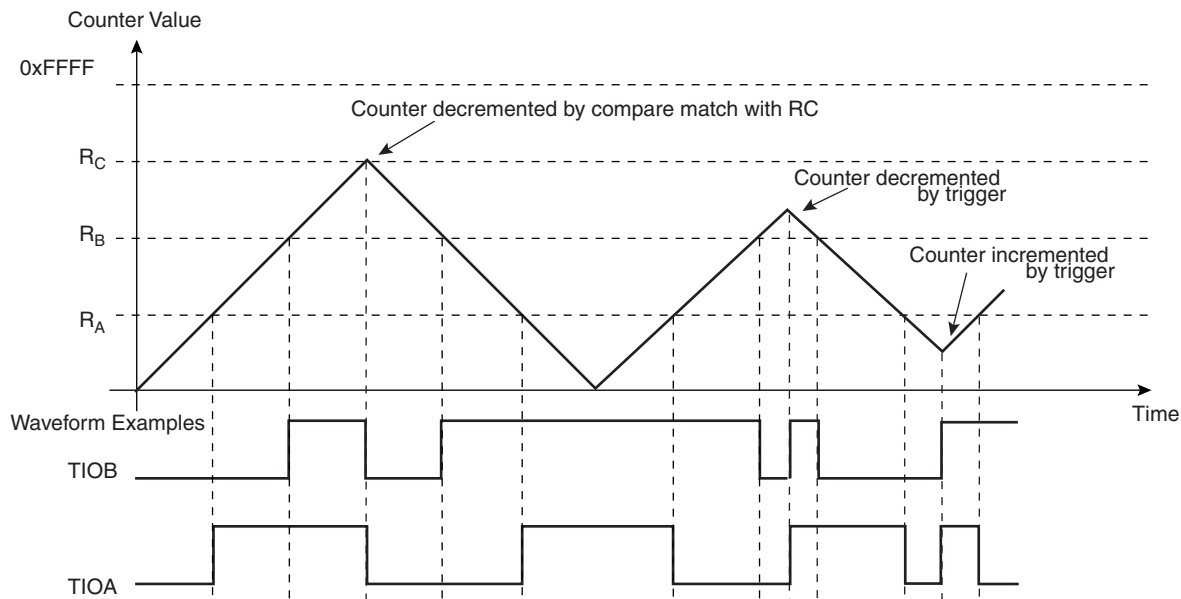 Counter Value
0xFFFF
Counter decremented by compare match with RC
RC
Counter decremented
by trigger
RB
Counter incremented
by trigger
RA
Time
Waveform Examples
TIOB
TIOA